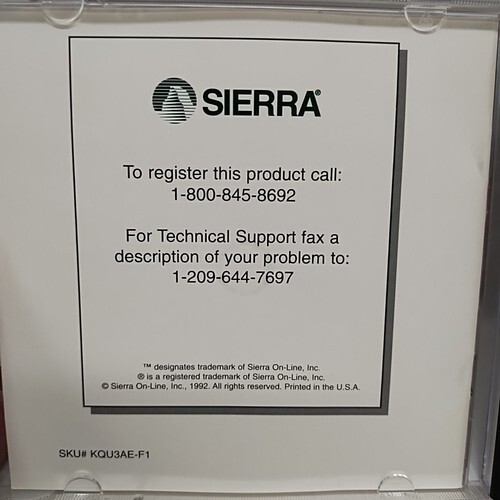 SIERRA®
To register this product call:
1-800-845-8692
For Technical Support fax a
description of your problem to:
1-209-644-7697
™ designates trademark of Sierra On-Line, Inc.
® is a registered trademark of Sierra On-Line, Inc.
© Sierra On-Line, Inc., 1992. All rights reserved. Printed in the U.S.A.
SKU# KQU3AE-F1